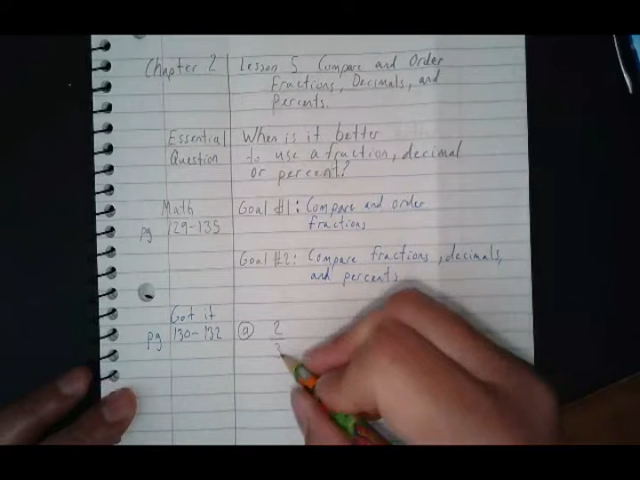 Chapter 2
Lesson 5 Compare and Order
Fractions, Decimals, and
Percents.
Essential
Question
When is it better
to use a fraction, decimal
or percent?
Math
pg 129-135
Goal #1: Compare and order
fractions
Goal #2: Compare fractions, decimals,
and percents
Got it
pg 130-132
a 2
3